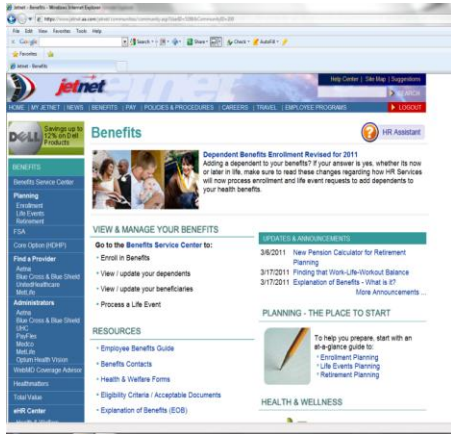 Jetnet - Benefits - Windows Internet Explorer
File Edit View Favorites Tools Help
Google
Search
Share
Check
AutoFill
Favorites
Jetnet - Benefits
jetnet
Help Center | Site Map | Suggestions
SEARCH
HOME | MY JETNET | NEWS | BENEFITS | PAY | POLICIES & PROCEDURES | CAREERS | TRAVEL | EMPLOYEE PROGRAMS
LOGOUT
DELL
Savings up to
12% on Dell
Products
Benefits
HR Assistant
BENEFITS
Benefits Service Center
Planning
Enrollment
Life Events
Retirement
FSA
Core Option (HDHP)
Find a Provider
Aetna
Blue Cross & Blue Shield
UnitedHealthcare
MetLife
Administrators
Aetna
Blue Cross & Blue Shield
UHC
PayFlex
Medco
MetLife
Optum Health Vision
WebMD Coverage Advisor
Healthmatters
Total Value
eHR Center
Dependent Benefits Enrollment Revised for 2011
Adding a dependent to your benefits? If your answer is yes, whether its now
or later in life, make sure to read these changes regarding how HR Services
will now process enrollment and life event requests to add dependents to
your health benefits.
VIEW & MANAGE YOUR BENEFITS
Go to the Benefits Service Center to:
Enroll in Benefits
View / update your dependents
View / update your beneficiaries
Process a Life Event
RESOURCES
Employee Benefits Guide
Benefits Contacts
Health & Welfare Forms
Eligibility Criteria / Acceptable Documents
Explanation of Benefits (EOB)
UPDATES & ANNOUNCEMENTS
3/6/2011 New Pension Calculator for Retirement
Planning
3/17/2011 Finding that Work-Life-Workout Balance
3/17/2011 Explanation of Benefits - What is it?
More Announcements ...
PLANNING - THE PLACE TO START
To help you prepare, start with an
at-a-glance guide to:
Enrollment Planning
Life Events Planning
Retirement Planning
HEALTH & WELLNESS